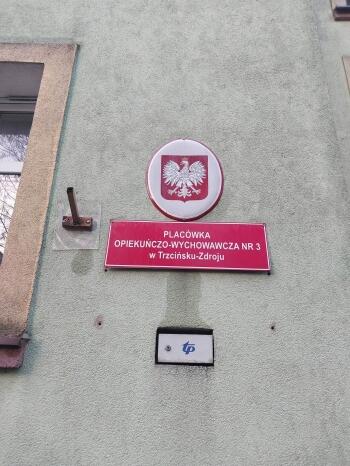 PLACÓWKA
OPIEKUŃCZO-WYCHOWAWCZA NR 3
w Trzcińsku-Zdroju
tp